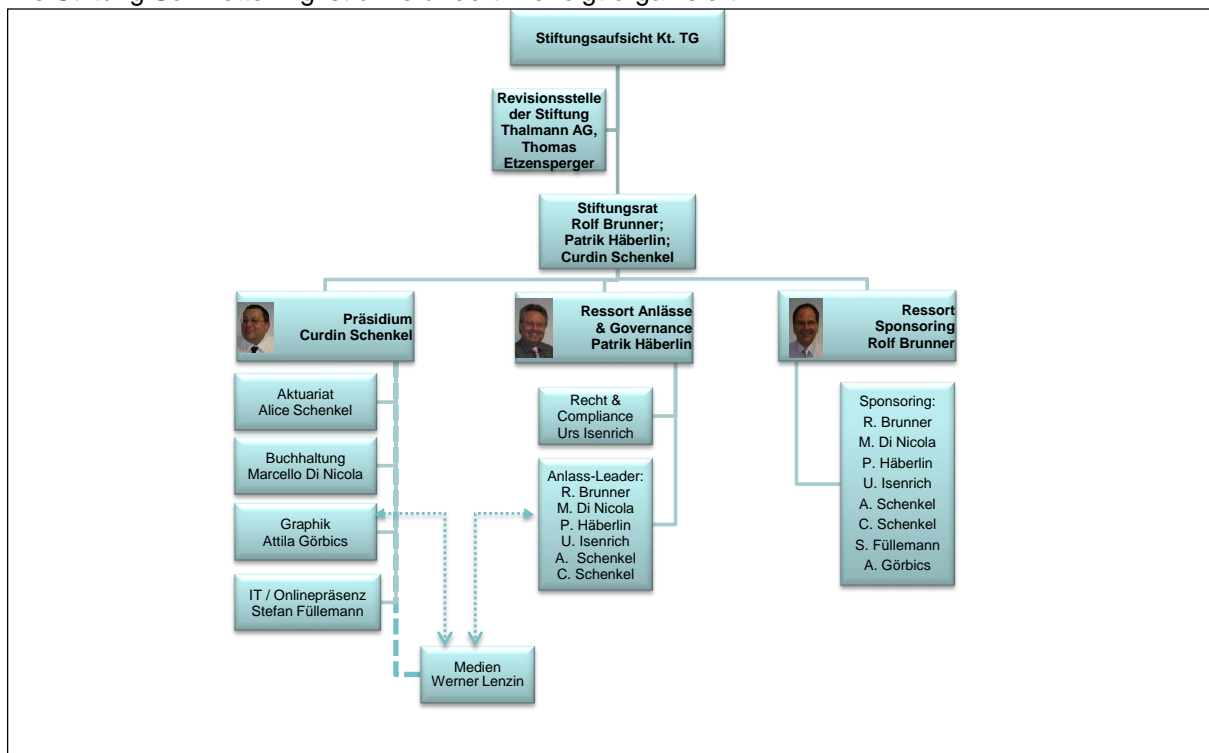 Stiftungsaufsicht Kt. TG
Revisionsstelle
der Stiftung
Thalmann AG,
Thomas
Etzensperger
Stiftungsrat
Rolf Brunner;
Patrik Häberlin;
Curdin Schenkel
Präsidium
Curdin Schenkel
Ressort Anlässe
& Governance
Patrik Häberlin
Ressort
Sponsoring
Rolf Brunner
Aktuariat
Alice Schenkel
Buchhaltung
Marcello Di Nicola
Graphik
Attila Görbics
IT / Onlinepräsenz
Stefan Füllemann
Recht &
Compliance
Urs Isenrich
Anlass-Leader:
R. Brunner
M. Di Nicola
P. Häberlin
U. Isenrich
A. Schenkel
C. Schenkel
Sponsoring:
R. Brunner
M. Di Nicola
P. Häberlin
U. Isenrich
A. Schenkel
C. Schenkel
S. Füllemann
A. Görbics
Medien
Werner Lenzin